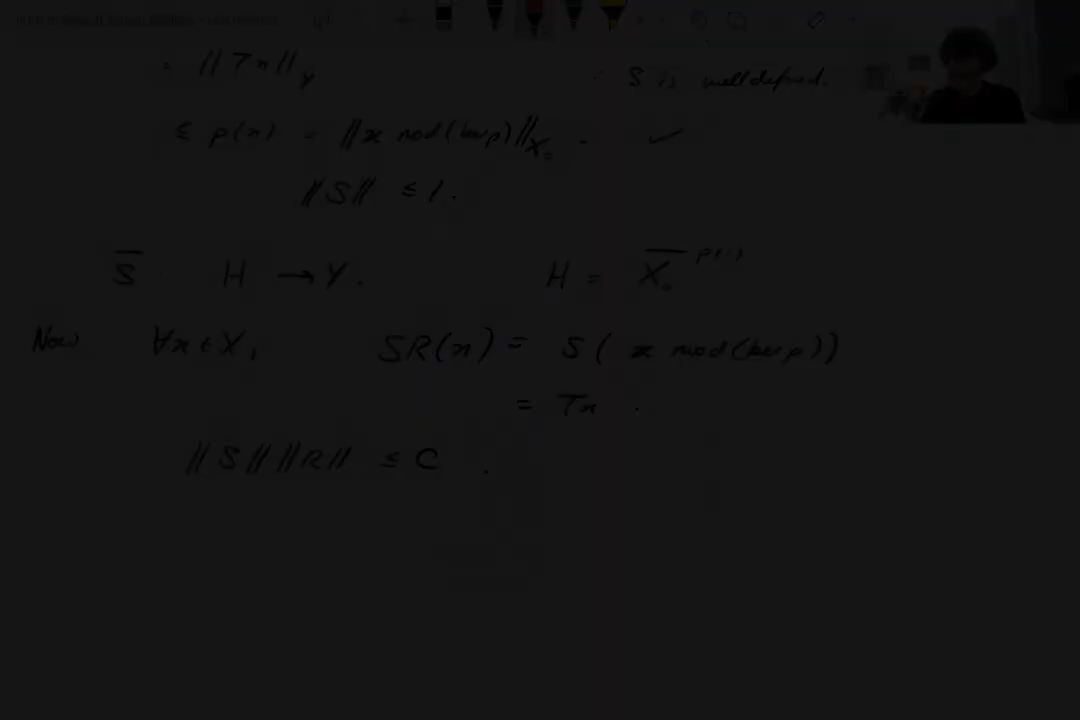 = ||Tx||_Y ∴ S is well defined.
≤ p(x) = ||x mod(ker p)||_{X_0} . ✓
||S|| ≤ 1.
S̅ H → Y. H = X̅_0^{p(·)}
Now ∀x∈X, SR(x) = S( x mod(ker p))
= Tx .
||S|| ||R|| ≤ C .